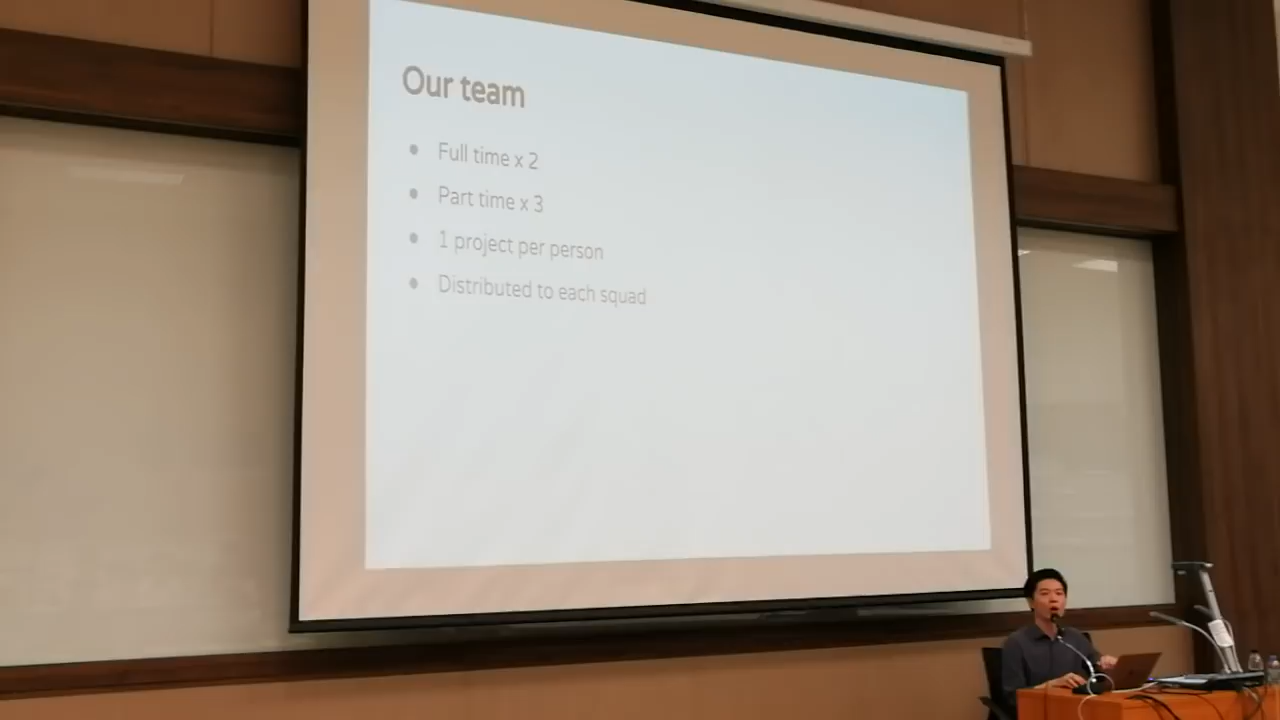 Our team
Full time x 2
Part time x 3
1 project per person
Distributed to each squad